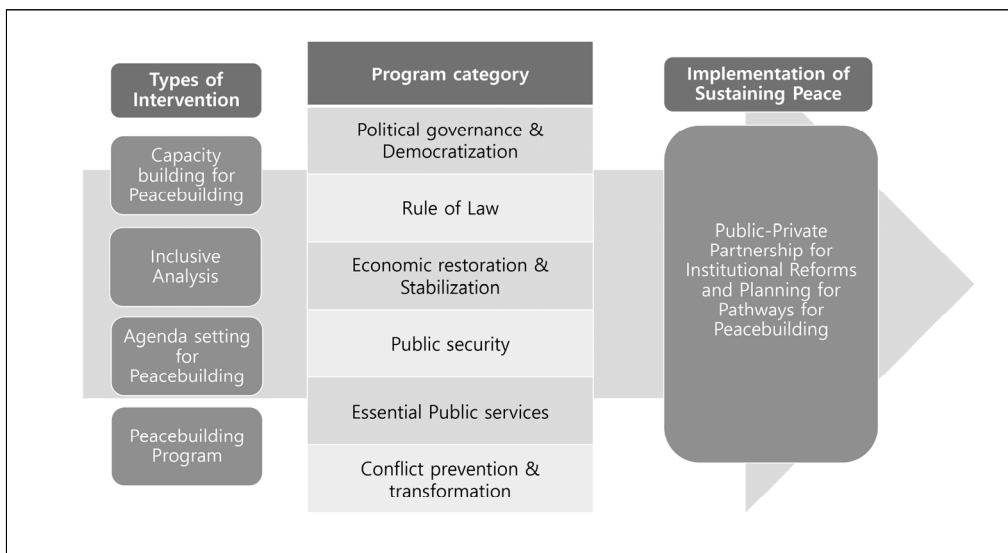 Types of
Intervention
Capacity
building for
Peacebuilding
Inclusive
Analysis
Agenda setting
for
Peacebuilding
Peacebuilding
Program
Program category
Political governance &
Democratization
Rule of Law
Economic restoration &
Stabilization
Public security
Essential Public services
Conflict prevention &
transformation
Implementation of
Sustaining Peace
Public-Private
Partnership for
Institutional Reforms
and Planning for
Pathways for
Peacebuilding